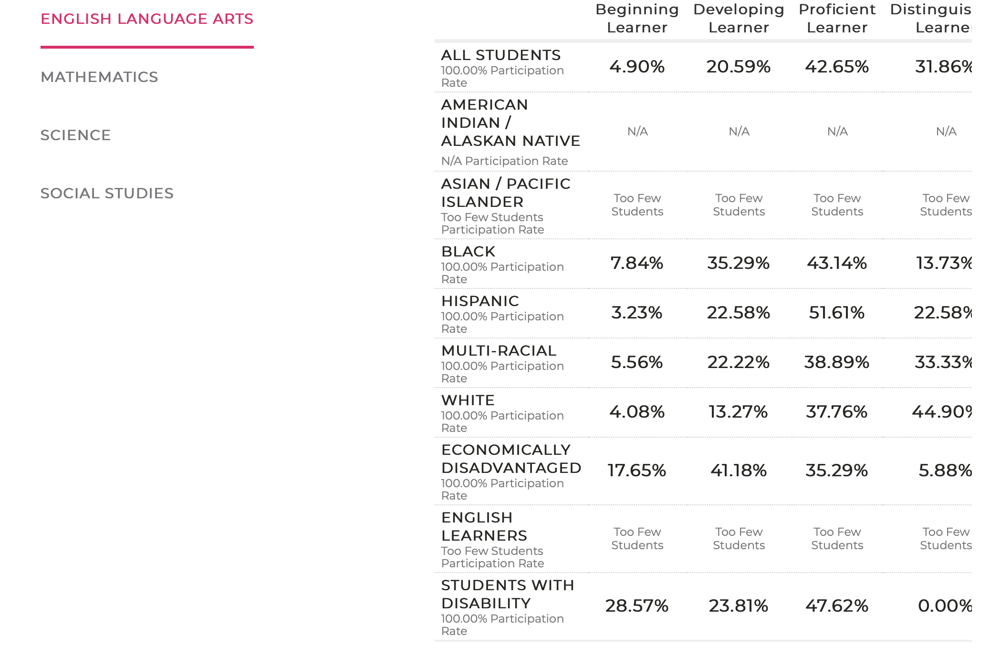 ENGLISH LANGUAGE ARTS
MATHEMATICS
SCIENCE
SOCIAL STUDIES
Beginning Developing Proficient Distinguis
Learner Learner Learner Learne
ALL STUDENTS
100.00% Participation
Rate
4.90% 20.59% 42.65% 31.86%
AMERICAN
INDIAN /
ALASKAN NATIVE
N/A Participation Rate
N/A N/A N/A N/A
ASIAN / PACIFIC
ISLANDER
Too Few Students
Participation Rate
Too Few Too Few Too Few Too Few
Students Students Students Students
BLACK
100.00% Participation
Rate
7.84% 35.29% 43.14% 13.73%
HISPANIC
100.00% Participation
Rate
3.23% 22.58% 51.61% 22.58%
MULTI-RACIAL
100.00% Participation
Rate
5.56% 22.22% 38.89% 33.33%
WHITE
100.00% Participation
Rate
4.08% 13.27% 37.76% 44.90%
ECONOMICALLY
DISADVANTAGED
100.00% Participation
Rate
17.65% 41.18% 35.29% 5.88%
ENGLISH
LEARNERS
Too Few Students
Participation Rate
Too Few Too Few Too Few Too Few
Students Students Students Students
STUDENTS WITH
DISABILITY
100.00% Participation
Rate
28.57% 23.81% 47.62% 0.00%